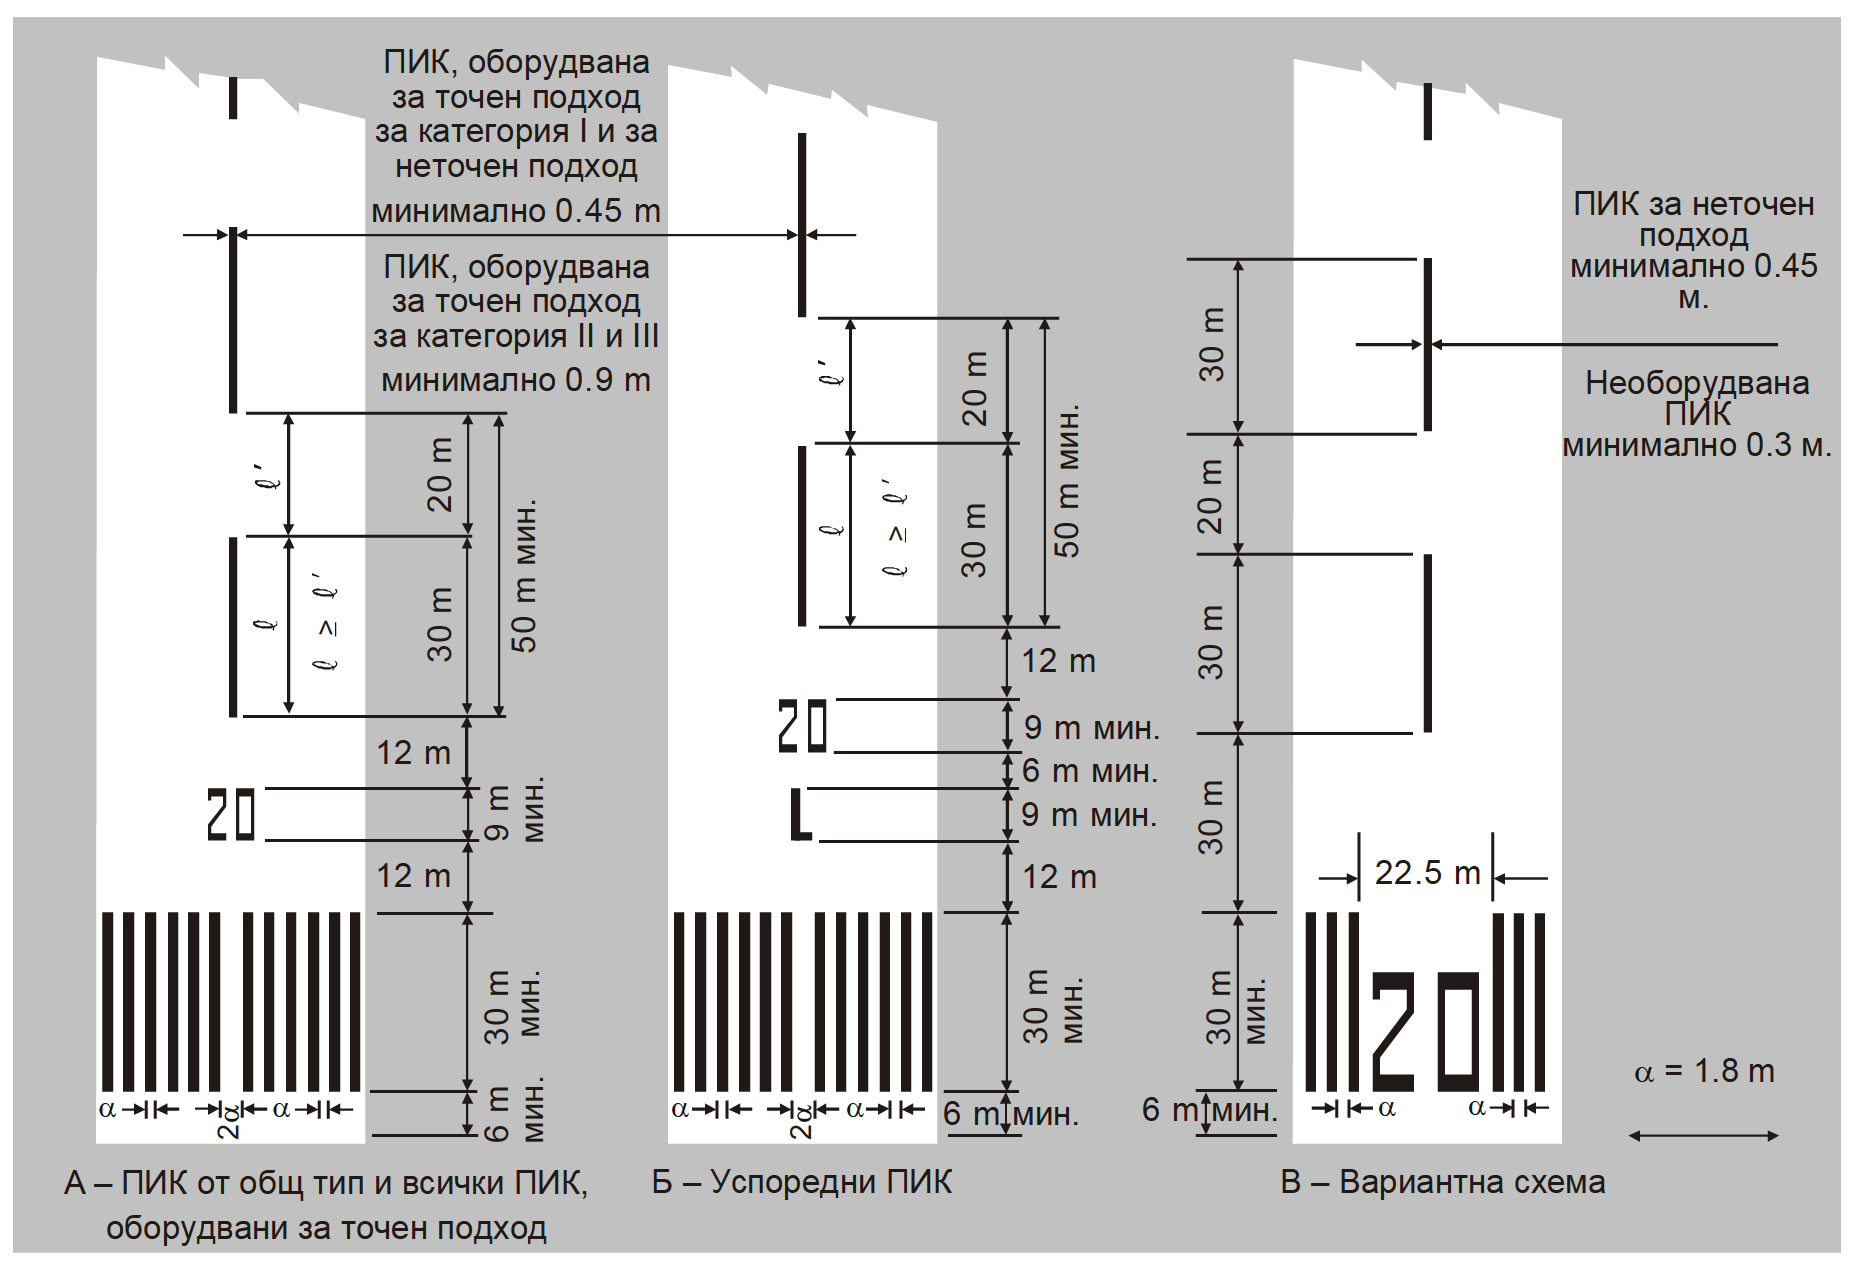 ПИК, оборудвана
за точен подход
за категория I и за
неточен подход
минимално 0.45 m
ПИК, оборудвана
за точен подход
за категория II и III
минимално 0.9 m
ℓ′
20 m
50 m мин.
ℓ
ℓ ≥ ℓ′
30 m
12 m
20
9 m
мин.
12 m
30 m
мин.
α
2α
α
6 m
мин.
А – ПИК от общ тип и всички ПИК,
оборудвани за точен подход
ℓ′
20 m
50 m мин.
ℓ
ℓ ≥ ℓ′
30 m
12 m
20
9 m мин.
6 m мин.
L
9 m мин.
12 m
30 m
мин.
α
2α
α
6 m мин.
Б – Успоредни ПИК
ПИК за неточен
подход
минимално 0.45
м.
Необорудвана
ПИК
минимално 0.3 м.
30 m
20 m
30 m
30 m
22.5 m
30 m
мин.
20
6 m мин.
α
α
α = 1.8 m
В – Вариантна схема